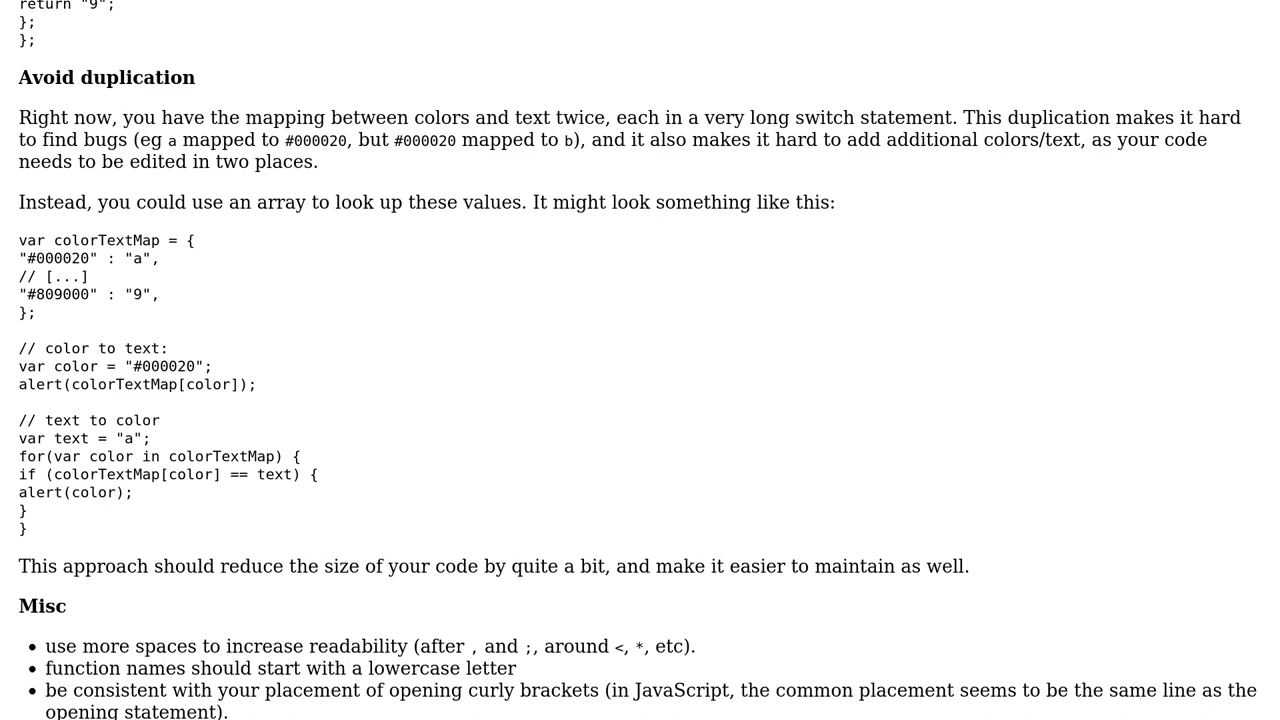 return "9";
};
};
Avoid duplication
Right now, you have the mapping between colors and text twice, each in a very long switch statement. This duplication makes it hard
to find bugs (eg a mapped to #000020, but #000020 mapped to b), and it also makes it hard to add additional colors/text, as your code
needs to be edited in two places.
Instead, you could use an array to look up these values. It might look something like this:
var colorTextMap = {
"#000020" : "a",
// [...]
"#809000" : "9",
};
// color to text:
var color = "#000020";
alert(colorTextMap[color]);
// text to color
var text = "a";
for(var color in colorTextMap) {
if (colorTextMap[color] == text) {
alert(color);
}
}
This approach should reduce the size of your code by quite a bit, and make it easier to maintain as well.
Misc
• use more spaces to increase readability (after , and ;, around <, *, etc).
• function names should start with a lowercase letter
• be consistent with your placement of opening curly brackets (in JavaScript, the common placement seems to be the same line as the
opening statement).